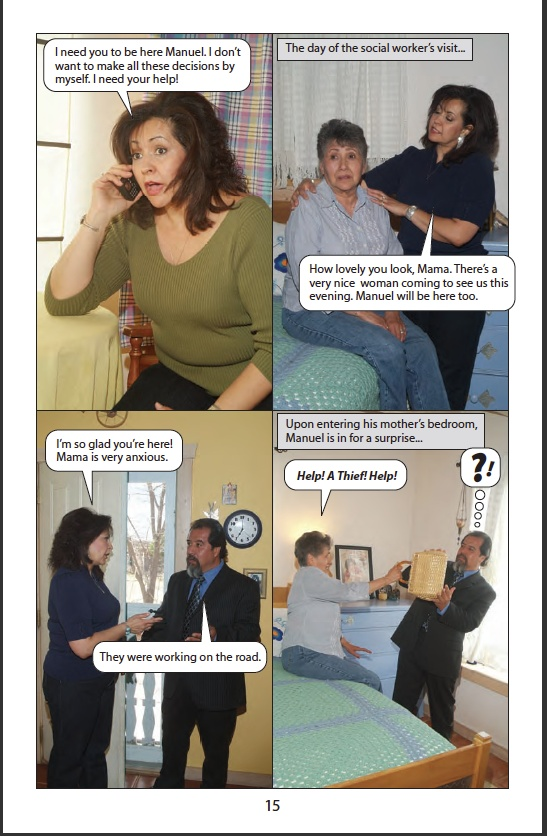 I need you to be here Manuel. I don't
want to make all these decisions by
myself. I need your help!
The day of the social worker's visit...
How lovely you look, Mama. There's a
very nice  woman coming to see us this
evening. Manuel will be here too.
I'm so glad you're here!
Mama is very anxious.
They were working on the road.
Upon entering his mother's bedroom,
Manuel is in for a surprise...
Help! A Thief! Help!
?!
15